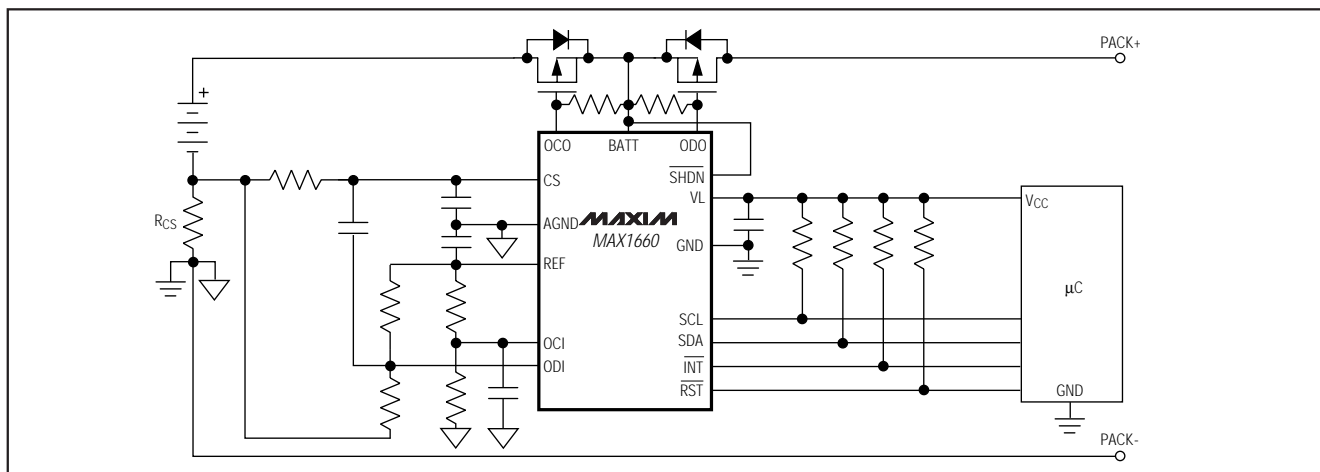 PACK+
+
OCO BATT ODO
SHDN
CS
VL
VCC
RCS
AGND
MAXIM
MAX1660
GND
REF
µC
SCL
OCI
SDA
ODI
INT
RST
GND
PACK-